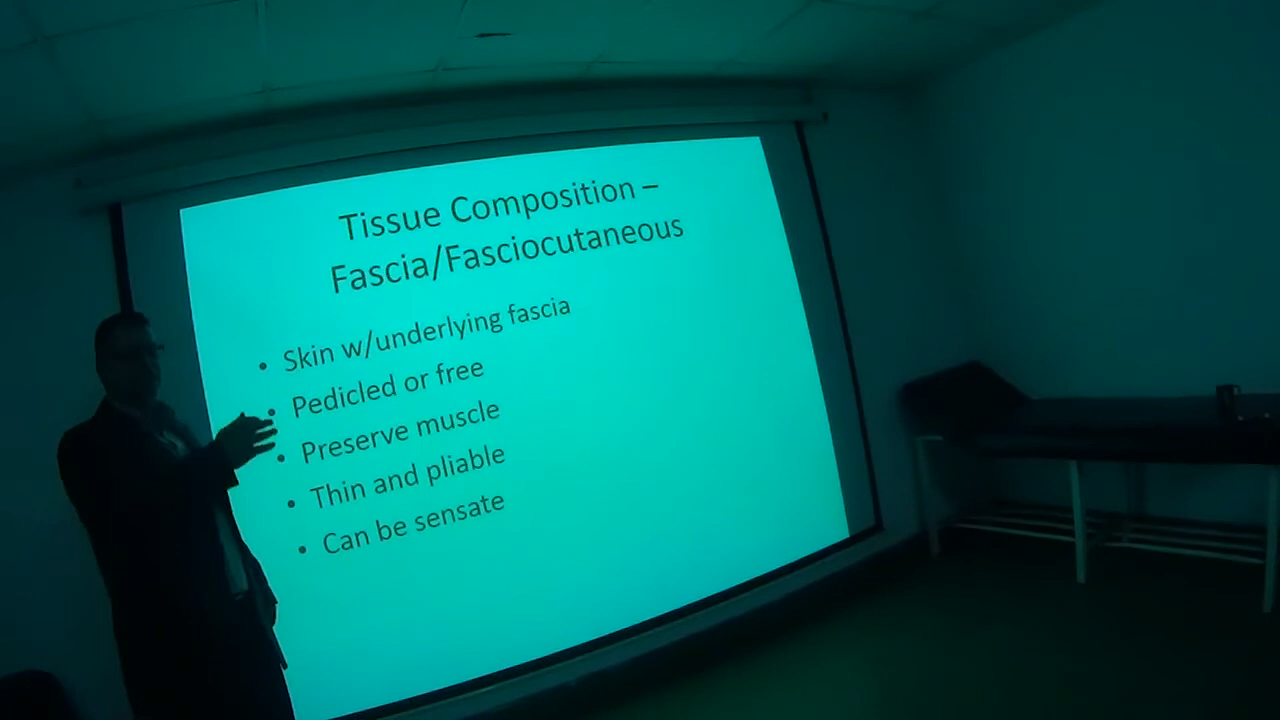 Tissue Composition –
Fascia/Fasciocutaneous
• Skin w/underlying fascia
• Pedicled or free
• Preserve muscle
• Thin and pliable
• Can be sensate